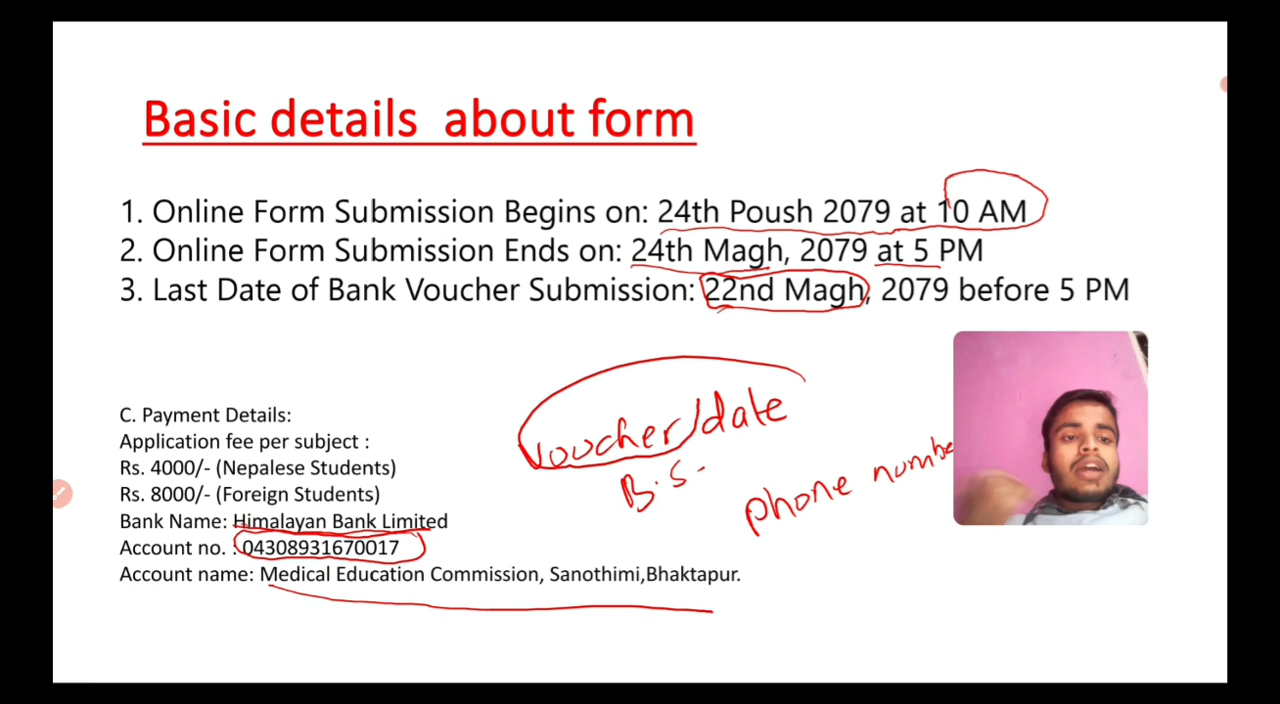 Basic details about form
1. Online Form Submission Begins on: 24th Poush 2079 at 10 AM
2. Online Form Submission Ends on: 24th Magh, 2079 at 5 PM
3. Last Date of Bank Voucher Submission: 22nd Magh, 2079 before 5 PM
C. Payment Details:
Application fee per subject :
Rs. 4000/- (Nepalese Students)
Rs. 8000/- (Foreign Students)
Bank Name: Himalayan Bank Limited
Account no. : 04308931670017
Account name: Medical Education Commission, Sanothimi,Bhaktapur.
voucher/date
B.S-
phone numbe